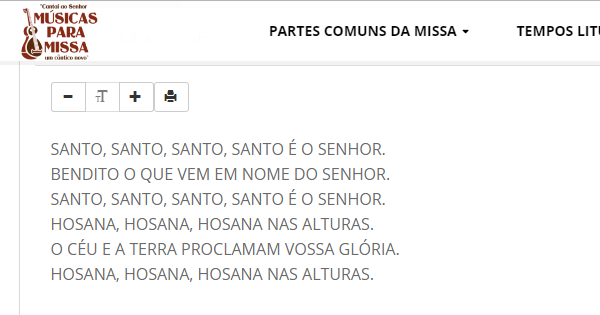 "Cantai ao Senhor
MÚSICAS
PARA
MISSA
um cântico novo"
PARTES COMUNS DA MISSA
TEMPOS LITU
- T T +
SANTO, SANTO, SANTO, SANTO É O SENHOR.
BENDITO O QUE VEM EM NOME DO SENHOR.
SANTO, SANTO, SANTO, SANTO É O SENHOR.
HOSANA, HOSANA, HOSANA NAS ALTURAS.
O CÉU E A TERRA PROCLAMAM VOSSA GLÓRIA.
HOSANA, HOSANA, HOSANA NAS ALTURAS.